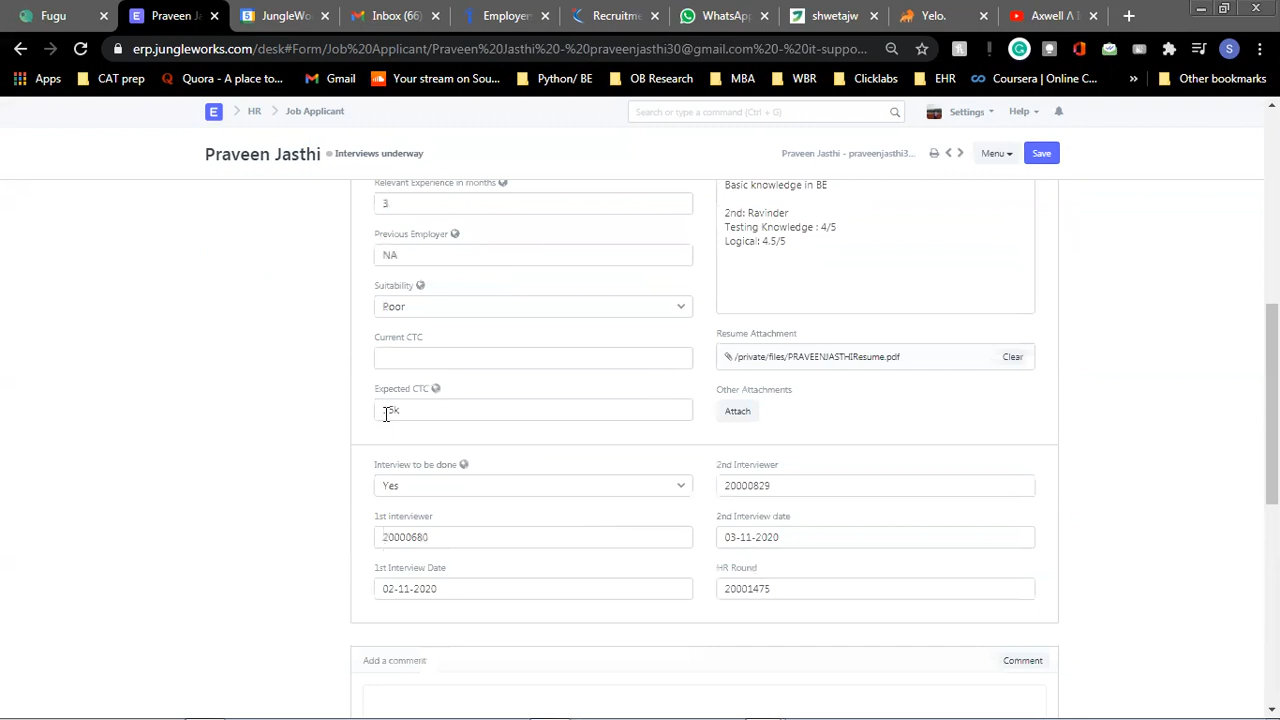 Fugu
Praveen Ja
JungleWo
Inbox (66)
Employer
Recruitme
WhatsApp
shwetajw
Yelo.
Axwell Λ I
erp.jungleworks.com/desk#Form/Job%20Applicant/Praveen%20Jasthi%20-%20praveenjasthi30@gmail.com%20-%20it-suppo...
S
Apps
CAT prep
Quora - A place to...
Gmail
Your stream on Sou...
Python/ BE
OB Research
MBA
WBR
Clicklabs
EHR
Coursera | Online C...
»
Other bookmarks
E
HR
Job Applicant
Search or type a command (Ctrl + G)
Settings
Help
Praveen Jasthi
Interviews underway
Praveen Jasthi - praveenjasthi3...
Menu
Save
Relevant Experience in months
3
Previous Employer
NA
Suitability
Poor
Current CTC
Expected CTC
Basic knowledge in BE
2nd: Ravinder
Testing Knowledge : 4/5
Logical: 4.5/5
Resume Attachment
/private/files/PRAVEENJASTHIResume.pdf
Clear
Other Attachments
Attach
Interview to be done
Yes
1st interviewer
20000680
1st Interview Date
02-11-2020
2nd Interviewer
20000829
2nd Interview date
03-11-2020
HR Round
20001475
Add a comment
Comment